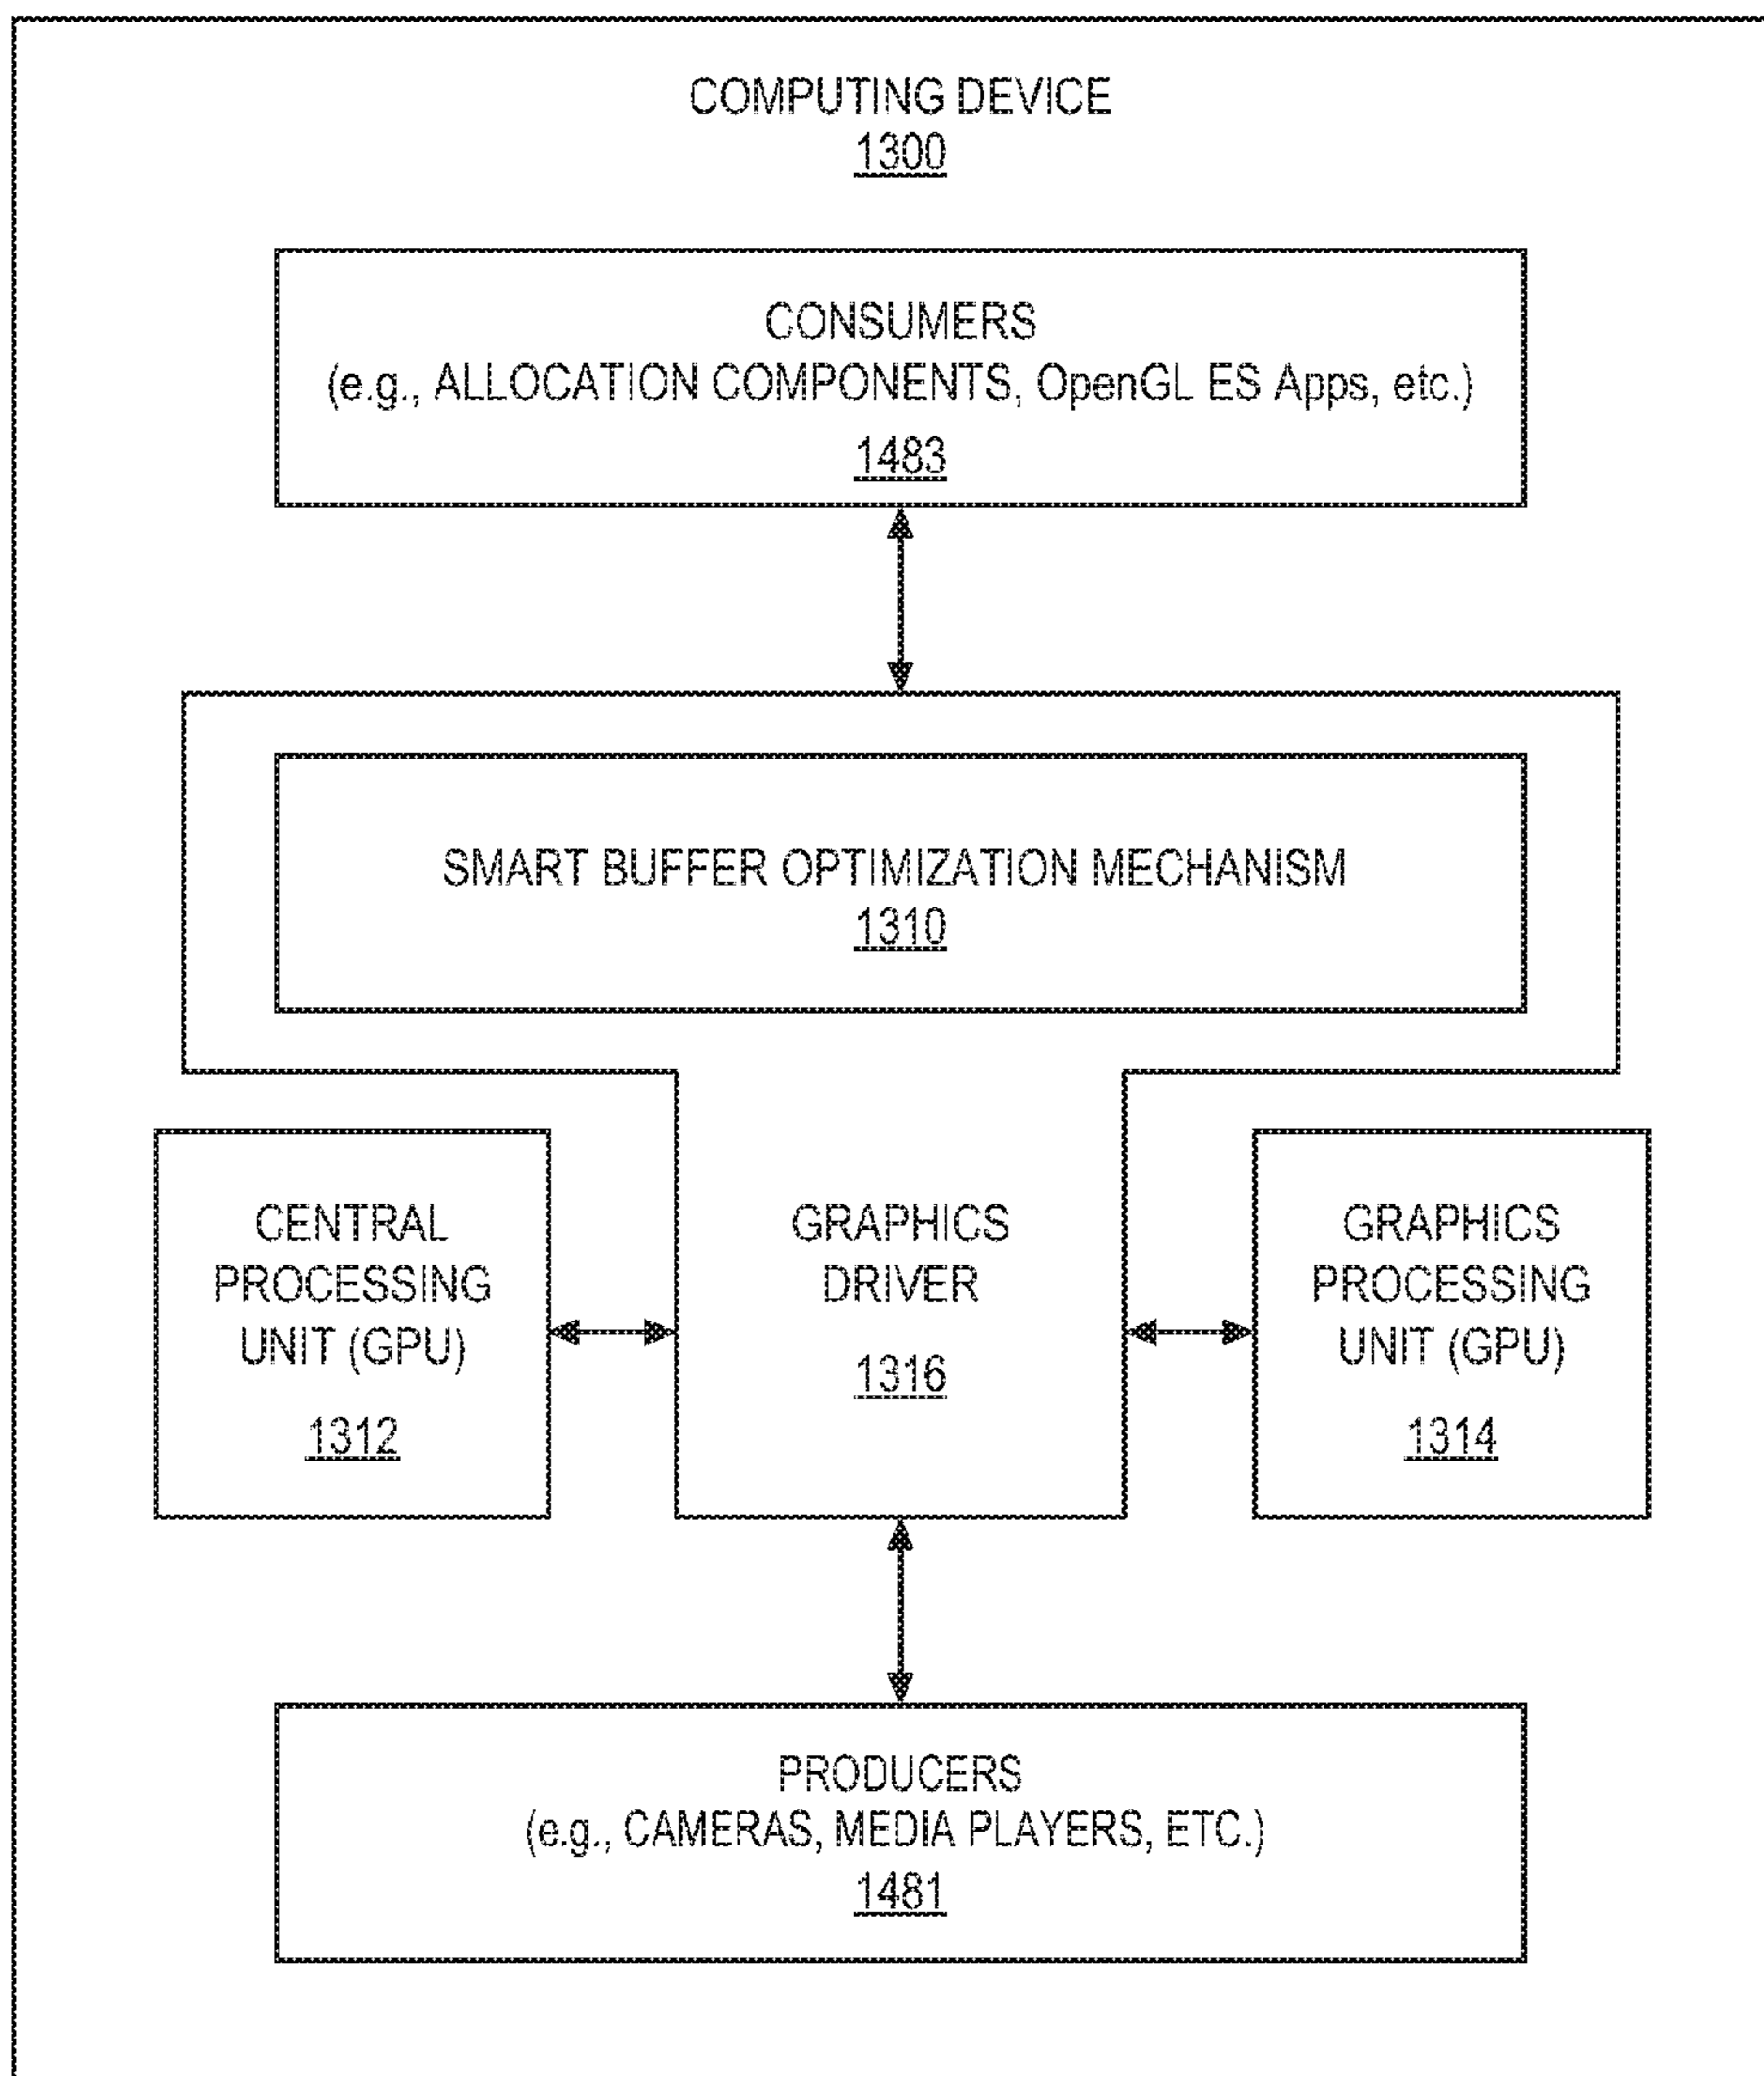 COMPUTING DEVICE
1300
CONSUMERS
(e.g., ALLOCATION COMPONENTS, OpenGL ES Apps, etc.)
1483
SMART BUFFER OPTIMIZATION MECHANISM
1310
CENTRAL
PROCESSING
UNIT (GPU)
1312
GRAPHICS
DRIVER
1316
GRAPHICS
PROCESSING
UNIT (GPU)
1314
PRODUCERS
(e.g., CAMERAS, MEDIA PLAYERS, ETC.)
1481